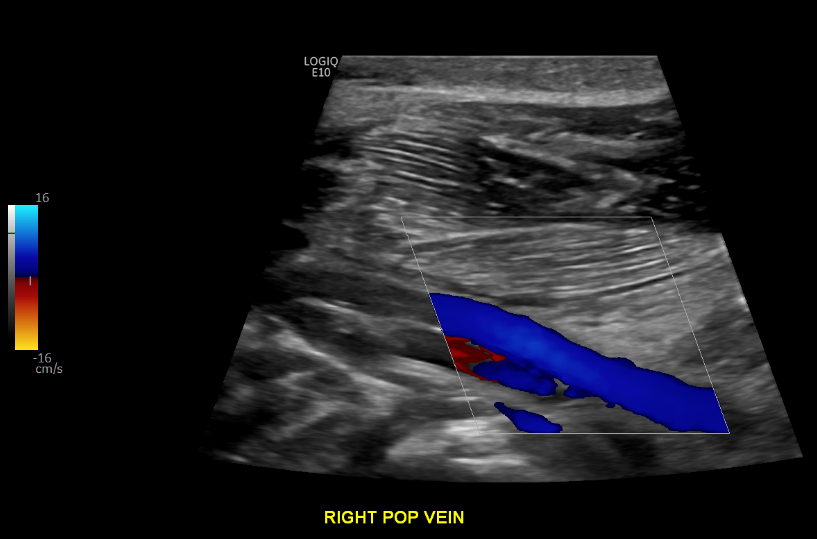 LOGIQ
E10
16
-16
cm/s
RIGHT POP VEIN